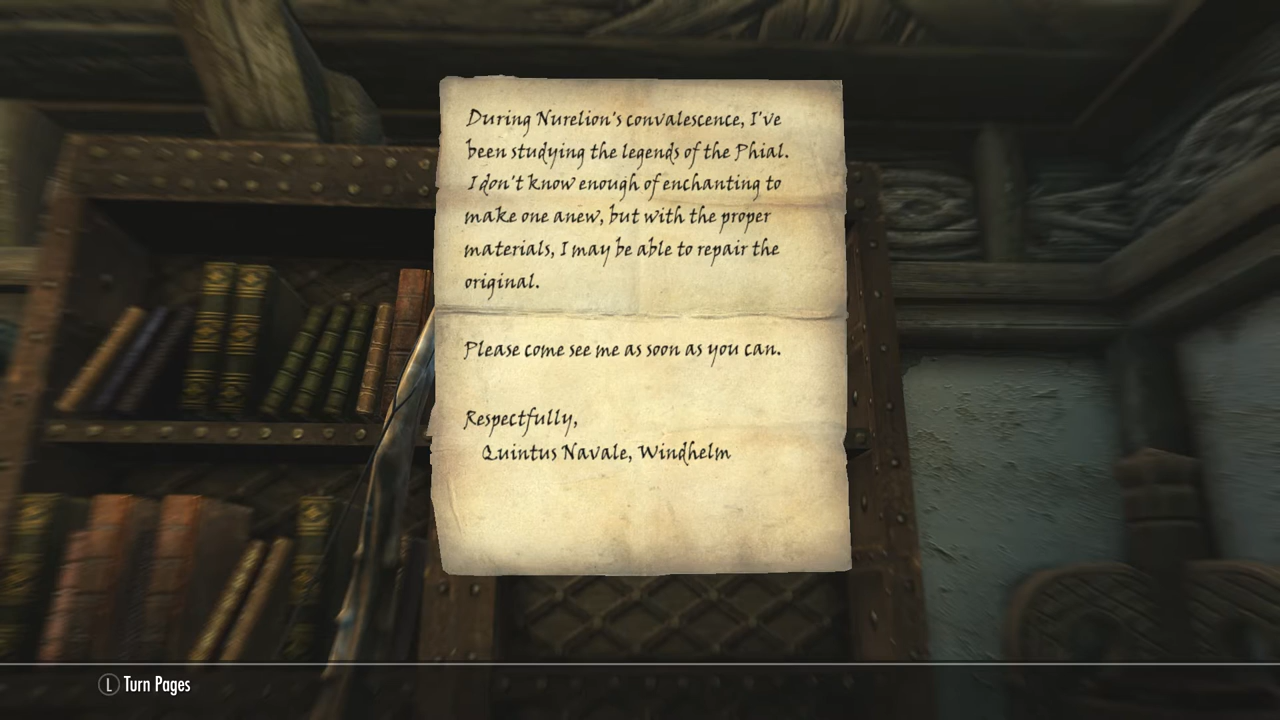 During Nurelion's convalescence, I've
been studying the legends of the Phial.
I don't know enough of enchanting to
make one anew, but with the proper
materials, I may be able to repair the
original.
Please come see me as soon as you can.
Respectfully,
Quintus Navale, Windhelm
L Turn Pages